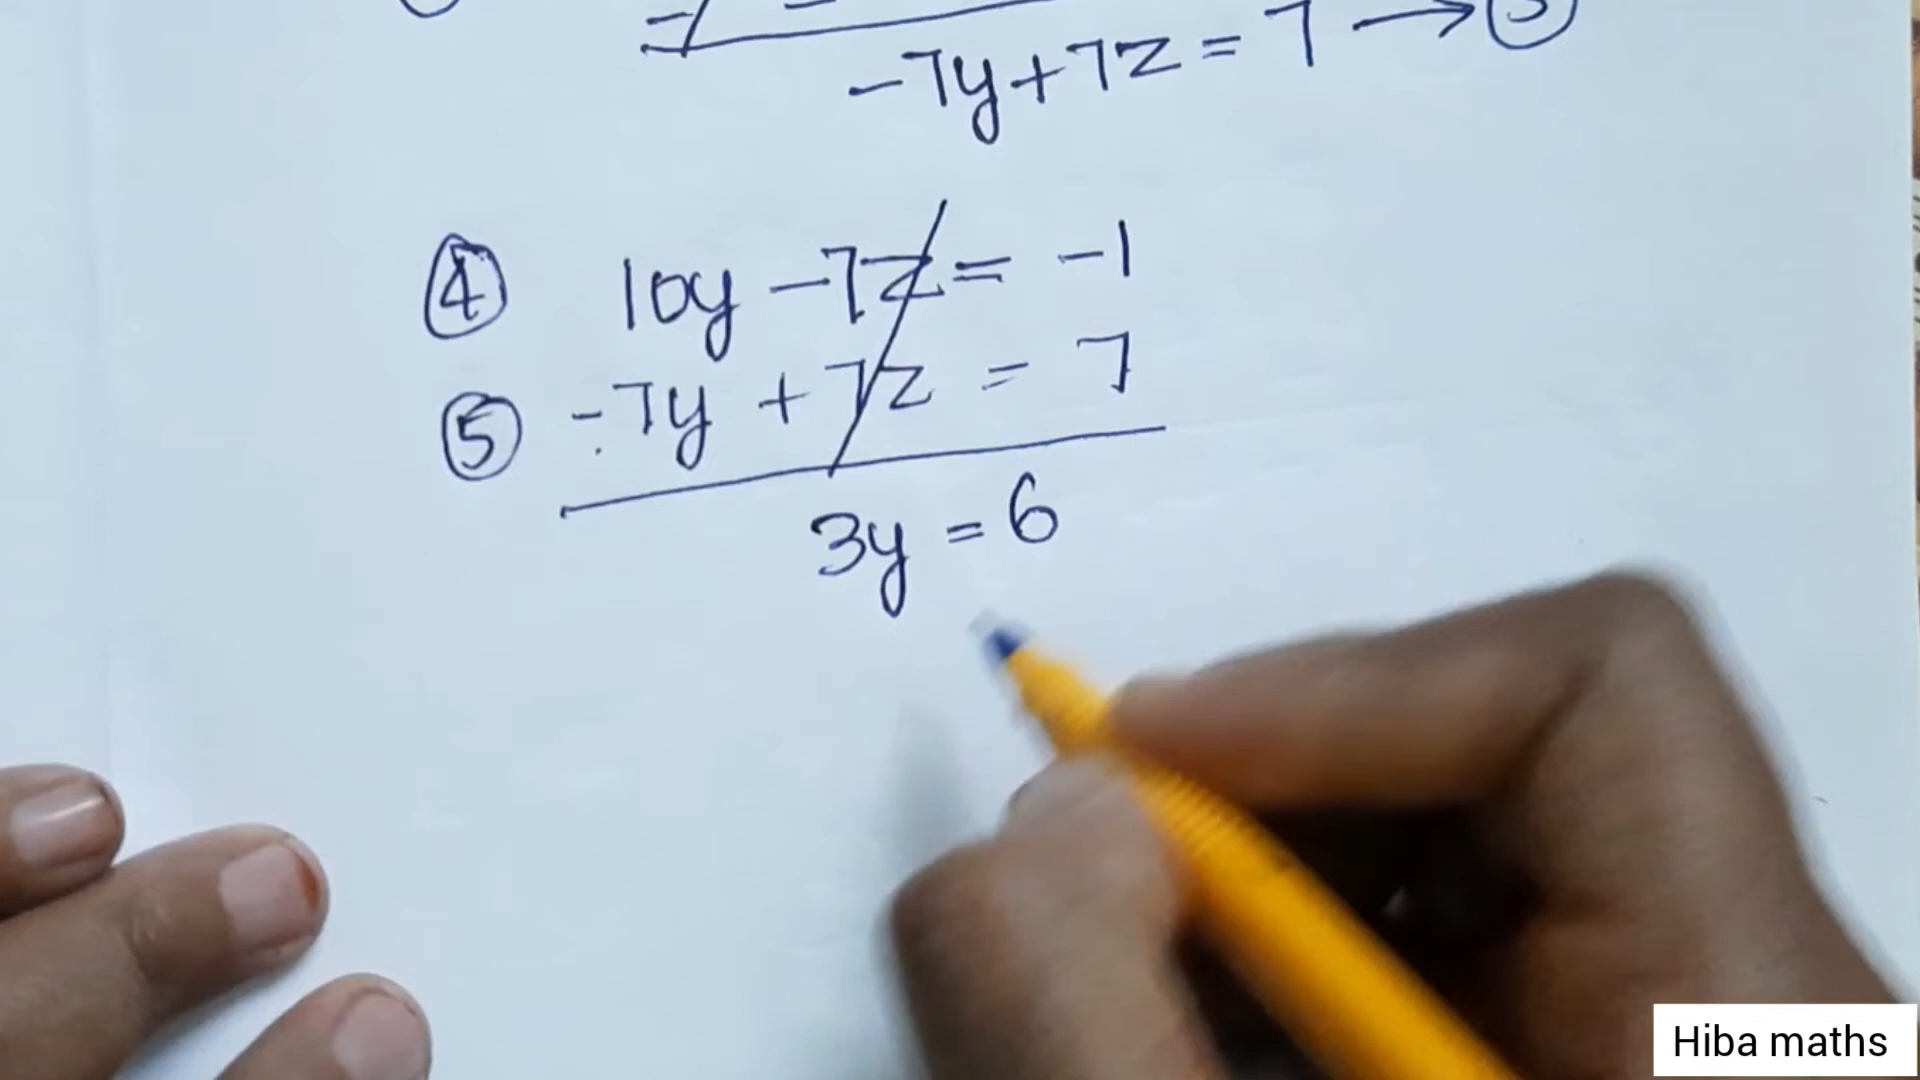 -7y+7z = 7 → 5
④ 10y -7z = -1
⑤ -7y + 7z = 7
3y = 6
Hiba maths